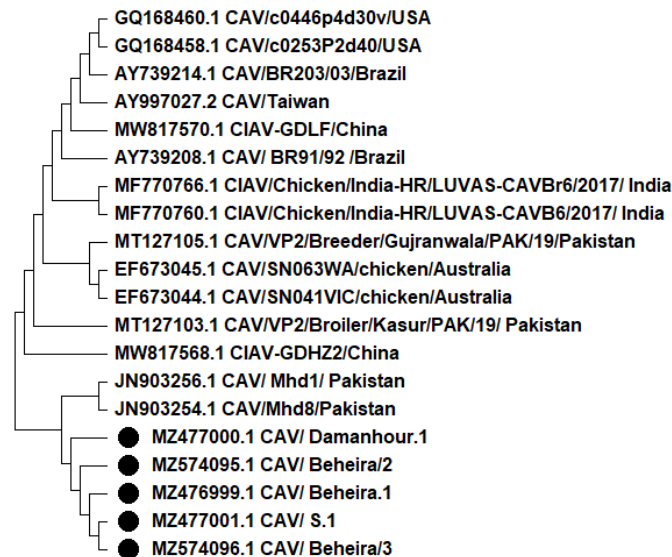 GQ168460.1 CAV/c0446p4d30v/USA
GQ168458.1 CAV/c0253P2d40/USA
AY739214.1 CAV/BR203/03/Brazil
AY997027.2 CAV/Taiwan
MW817570.1 CIAV-GDLF/China
AY739208.1 CAV/ BR91/92 /Brazil
MF770766.1 CIAV/Chicken/India-HR/LUVAS-CAVBr6/2017/ India
MF770760.1 CIAV/Chicken/India-HR/LUVAS-CAVB6/2017/ India
MT127105.1 CAV/VP2/Breeder/Gujranwala/PAK/19/Pakistan
EF673045.1 CAV/SN063WA/chicken/Australia
EF673044.1 CAV/SN041VIC/chicken/Australia
MT127103.1 CAV/VP2/Broiler/Kasur/PAK/19/ Pakistan
MW817568.1 CIAV-GDHZ2/China
JN903256.1 CAV/ Mhd1/ Pakistan
JN903254.1 CAV/Mhd8/Pakistan
MZ477000.1 CAV/ Damanhour.1
MZ574095.1 CAV/ Beheira/2
MZ476999.1 CAV/ Beheira.1
MZ477001.1 CAV/ S.1
MZ574096.1 CAV/ Beheira/3